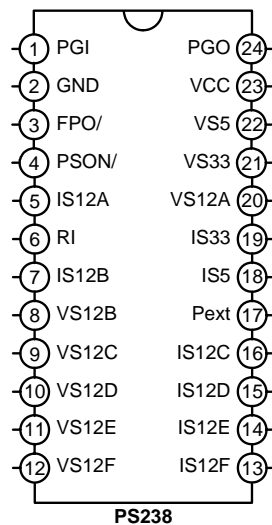 1 PGI PGO 24
2 GND VCC 23
3 FPO/ VS5 22
4 PSON/ VS33 21
5 IS12A VS12A 20
6 RI IS33 19
7 IS12B IS5 18
8 VS12B Pext 17
9 VS12C IS12C 16
10 VS12D IS12D 15
11 VS12E IS12E 14
12 VS12F IS12F 13
PS238